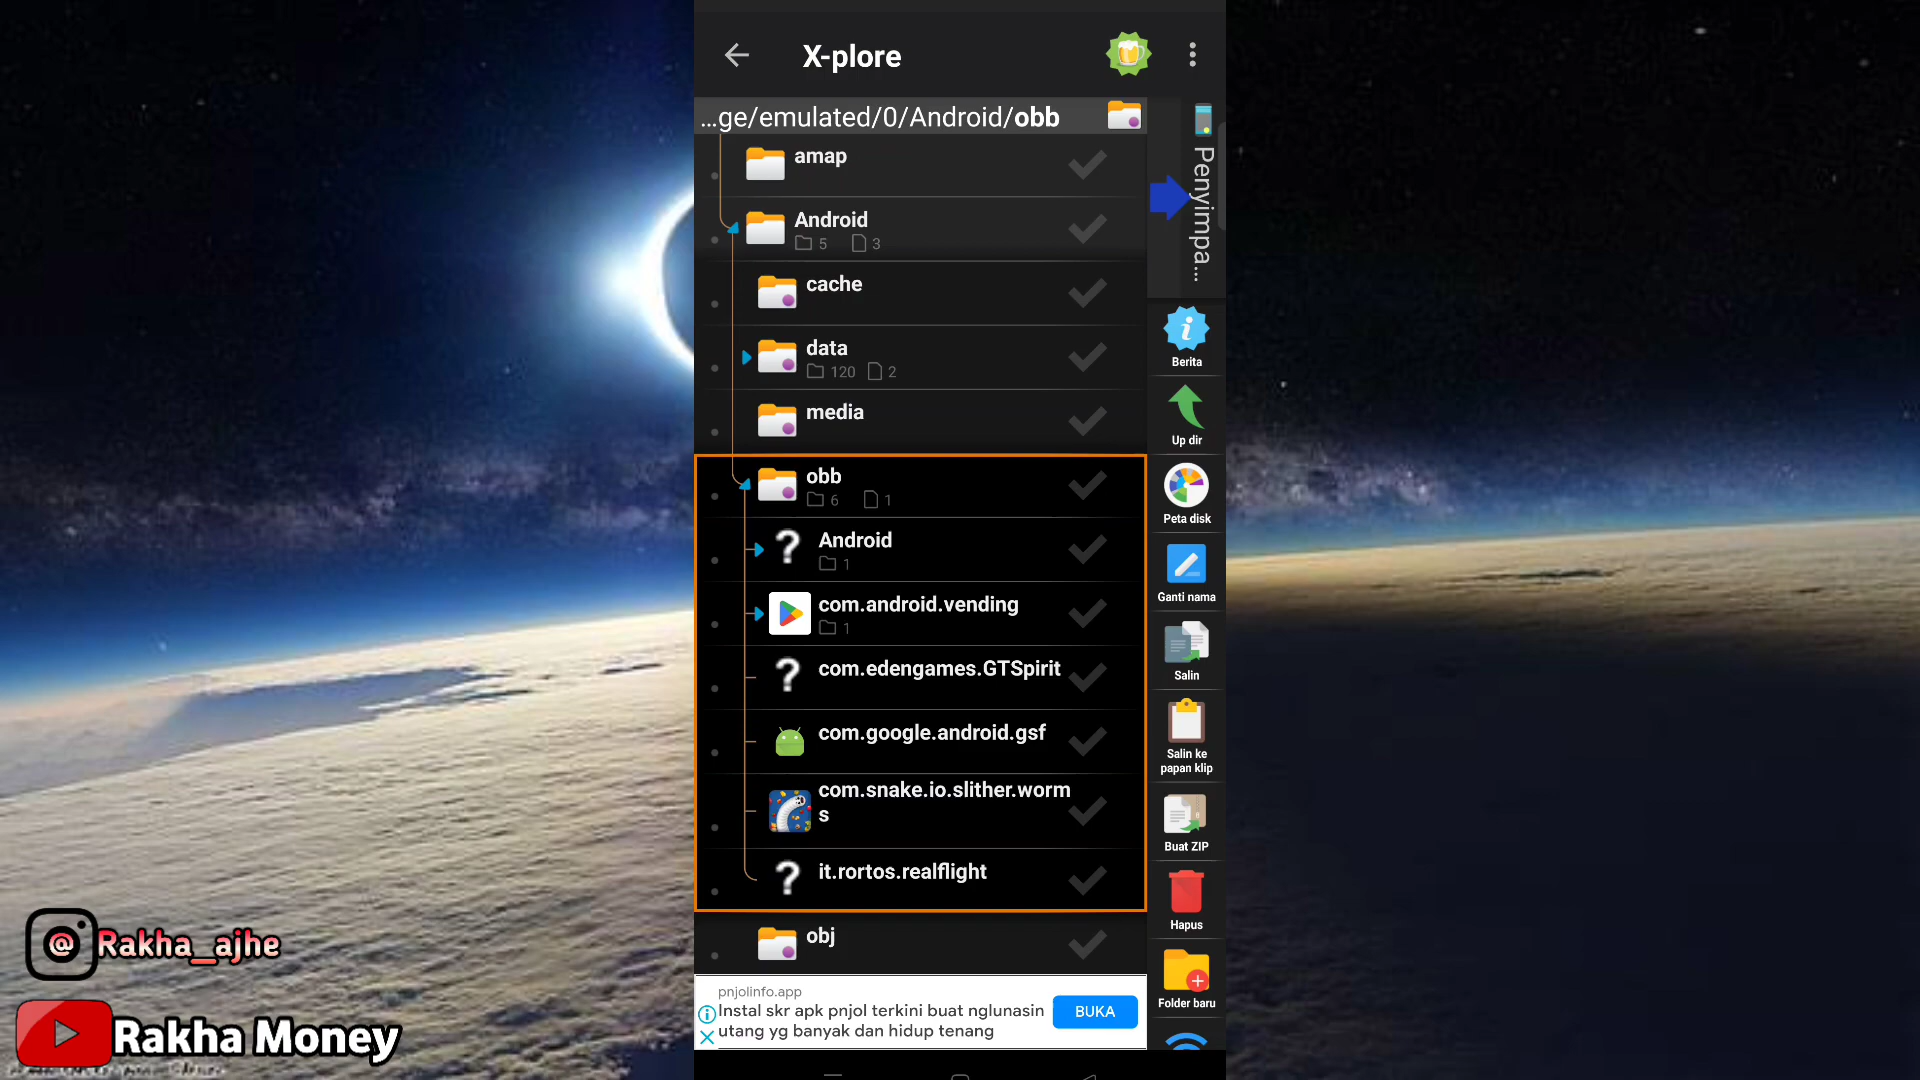 X-plore
...ge/emulated/0/Android/obb
amap
Android
5 3
cache
data
120 2
media
obb
6 1
Android
1
com.android.vending
1
com.edengames.GTSpirit
com.google.android.gsf
com.snake.io.slither.worm
s
it.rortos.realflight
obj
Penyimpa...
Berita
Up dir
Peta disk
Ganti nama
Salin
Salin ke
papan klip
Buat ZIP
Hapus
Folder baru
pnjolinfo.app
Instal skr apk pnjol terkini buat nglunasin
utang yg banyak dan hidup tenang
BUKA
@Rakha_ajhe
Rakha Money